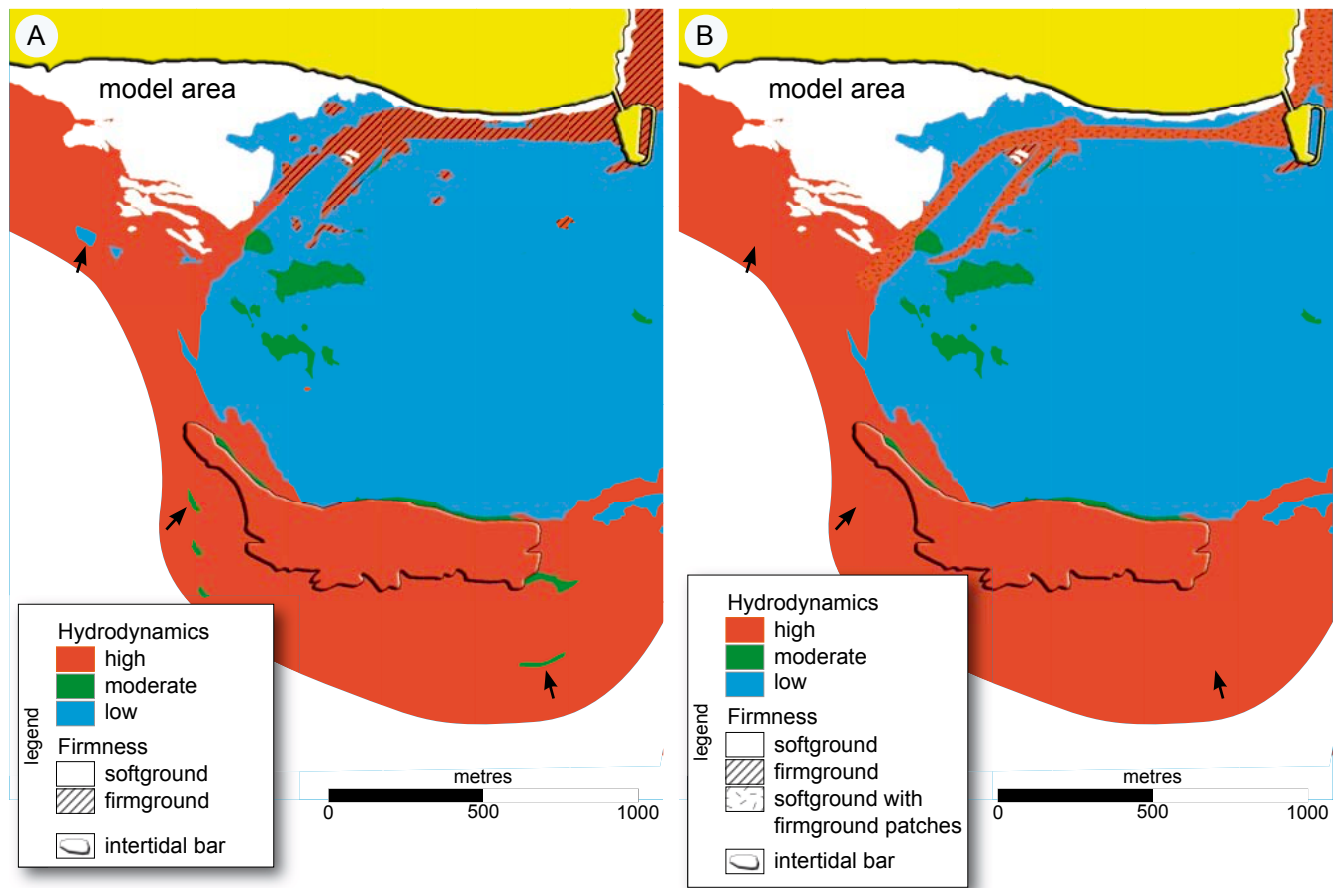 A
model area
Hydrodynamics
high
moderate
low
Firmness
softground
firmground
intertidal bar
legend
metres
0 500 1000
B
model area
Hydrodynamics
high
moderate
low
Firmness
softground
firmground
softground with
firmground patches
intertidal bar
legend
metres
0 500 1000